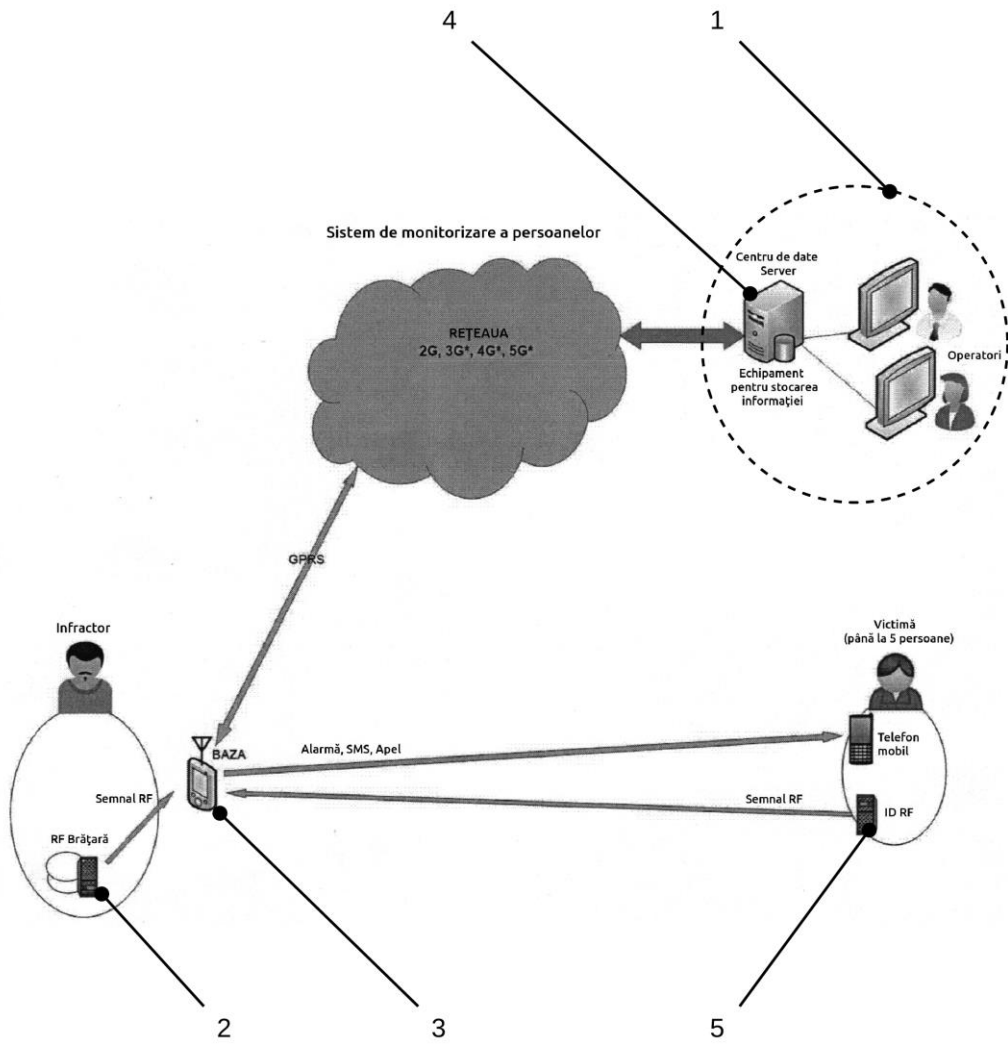 4
1
Sistem de monitorizare a persoanelor
Centru de date
Server
REȚEAUA
2G, 3G*, 4G*, 5G*
Operatori
Echipament
pentru stocarea
informației
GPRS
Infractor
Victimă
(până la 5 persoane)
BAZA
Alarmă, SMS, Apel
Telefon
mobil
Semnal RF
Semnal RF
ID RF
RF Brățară
2
3
5